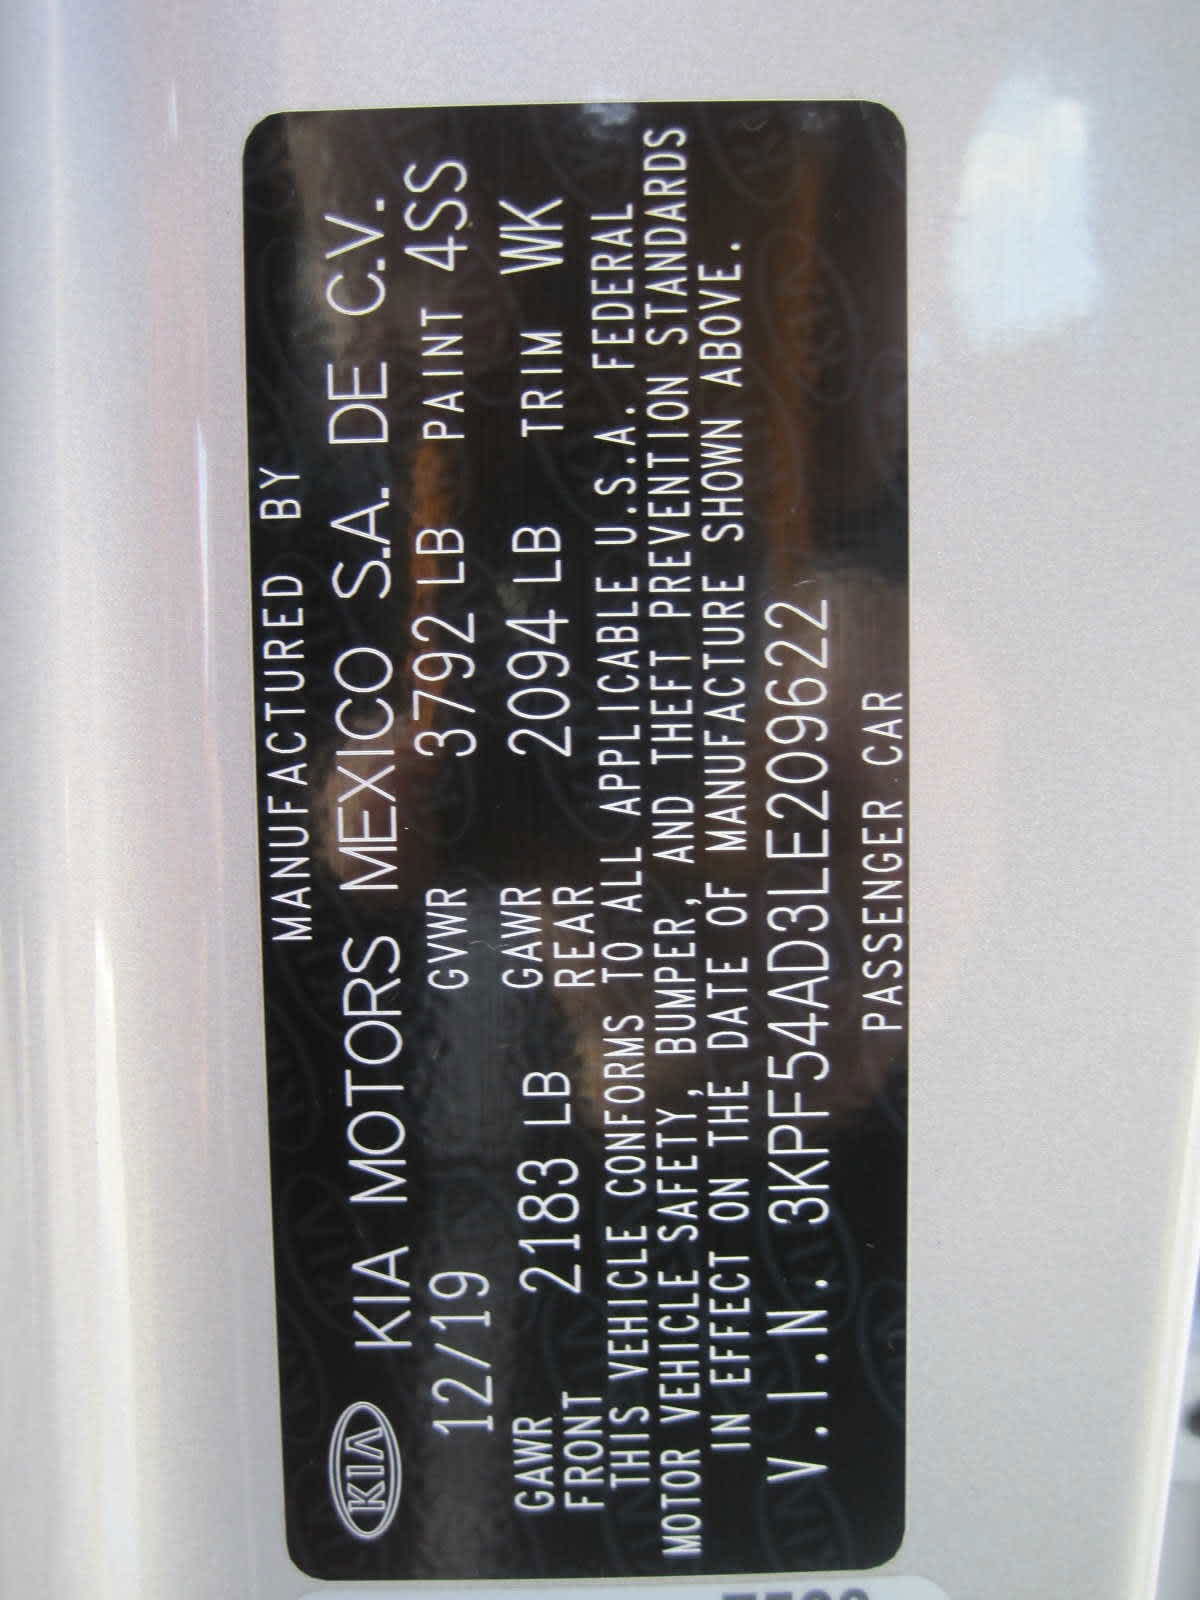 MANUFACTURED BY
KIA KIA MOTORS MEXICO S.A. DE C.V.
12/19 GVWR 3792 LB PAINT 4SS
GAWR FRONT 2183 LB GAWR REAR 2094 LB TRIM WK
THIS VEHICLE CONFORMS TO ALL APPLICABLE U.S.A. FEDERAL
MOTOR VEHICLE SAFETY, BUMPER, AND THEFT PREVENTION STANDARDS
IN EFFECT ON THE DATE OF MANUFACTURE SHOWN ABOVE.
V.I.N. 3KPF54AD3LE209622
PASSENGER CAR